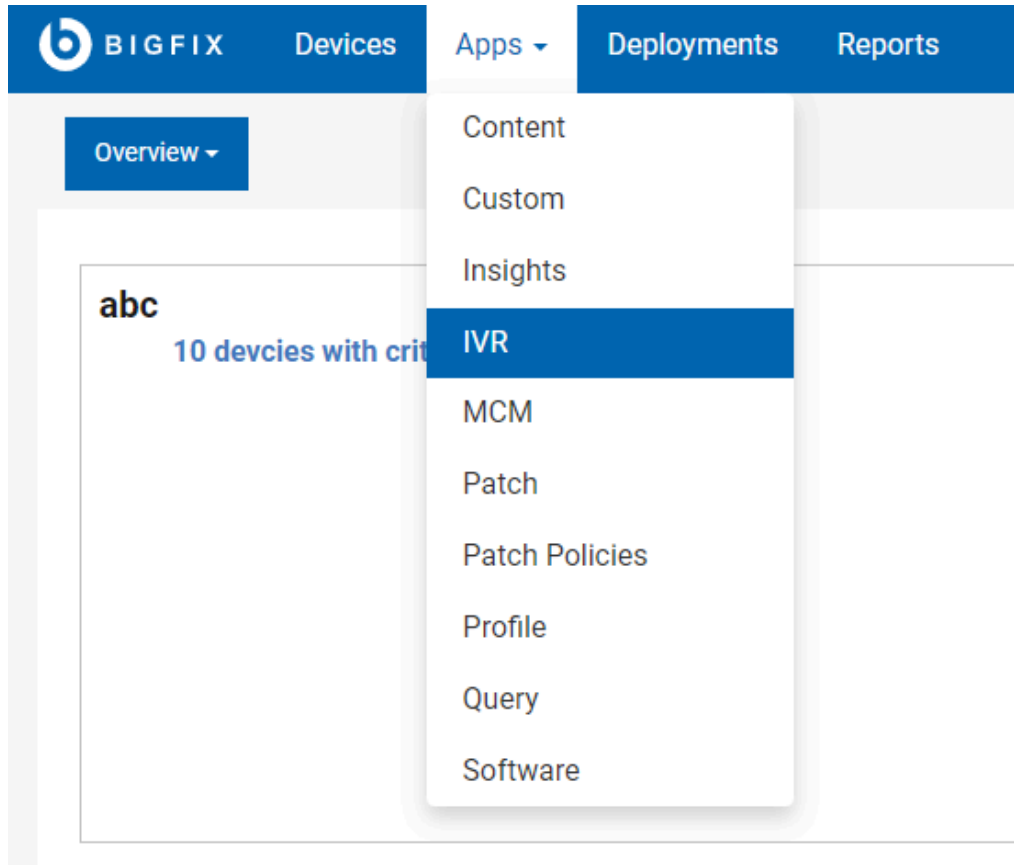 BIGFIX Devices Apps Deployments Reports
Overview
abc
10 devcies with crit
Content
Custom
Insights
IVR
MCM
Patch
Patch Policies
Profile
Query
Software